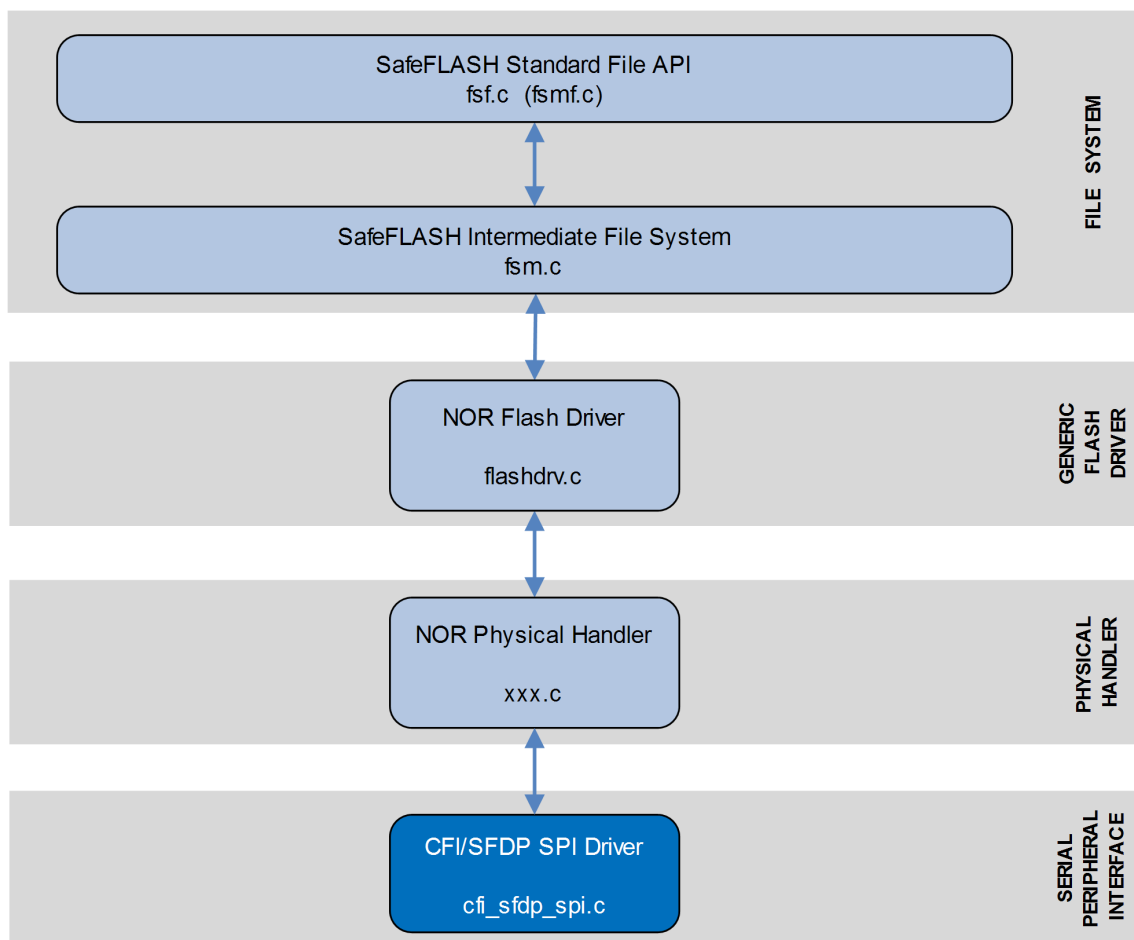 SafeFLASH Standard File API
fsf.c (fsmf.c)
FILE SYSTEM
SafeFLASH Intermediate File System
fsm.c
NOR Flash Driver
flashdrv.c
GENERIC
FLASH
DRIVER
NOR Physical Handler
xxx.c
PHYSICAL
HANDLER
CFI/SFDP SPI Driver
cfi_sfdp_spi.c
SERIAL
PERIPHERAL
INTERFACE